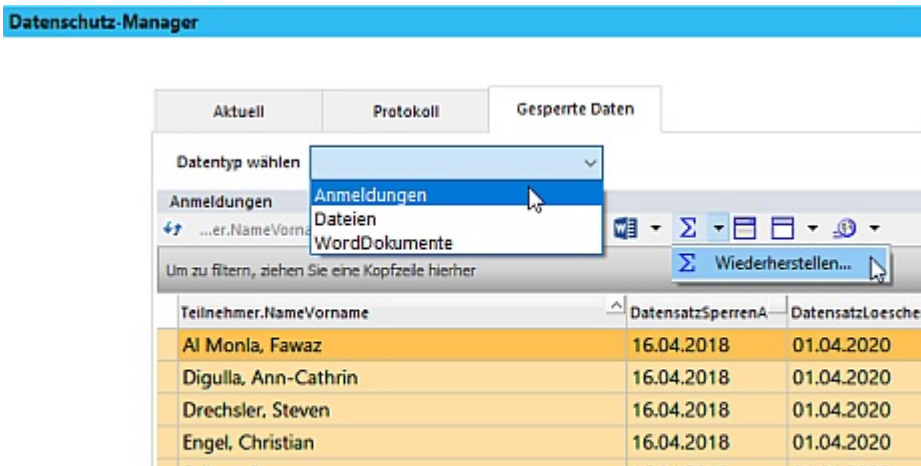 Datenschutz-Manager
Aktuell Protokoll Gesperrte Daten
Datentyp wählen
Anmeldungen
Dateien
WordDokumente
Anmeldungen
...er.NameVorna
Wiederherstellen...
Um zu filtern, ziehen Sie eine Kopfzeile hierher
Teilnehmer.NameVorname DatensatzSperrenA DatensatzLoesche
Al Monla, Fawaz 16.04.2018 01.04.2020
Digulla, Ann-Cathrin 16.04.2018 01.04.2020
Drechsler, Steven 16.04.2018 01.04.2020
Engel, Christian 16.04.2018 01.04.2020